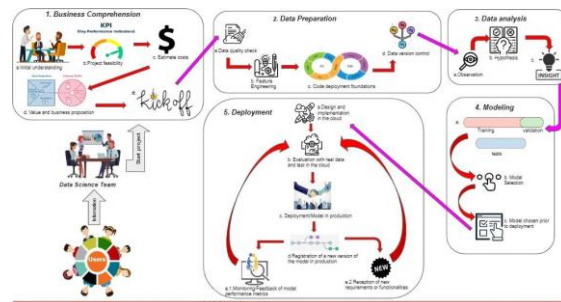 1. Business Comprehension
KPI
(Key Performance Indicators)
$
a. Initial understanding
b. Project feasibility
c. Estimate costs
d. Value and business proposition
e.
Kickoff
Start project
Data Science Team
Information
Users
2. Data Preparation
a. Data quality check
b. Feature
Engineering
c. Code deployment foundations
d. Data version control
3. Data analysis
a. Observation
b. Hypothesis
c.
INSIGHT
4. Modeling
a.
Training
validation
tests
b. Model
Selection
c. Model chosen prior
to deployment
5. Deployment
a. Design and
implementation
in the cloud
b. Evaluation with real data
and test in the cloud
c. Deployment/Model in production
d. Registration of a new version of
the model in production
e.1. Monitoring/Feedback of model
performance metrics
NEW
e.2. Reception of new
requirements or functionalities